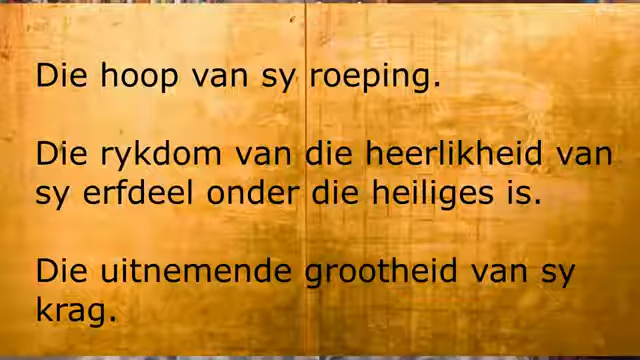 Die hoop van sy roeping.
Die rykdom van die heerlikheid van
sy erfdeel onder die heiliges is.
Die uitnemende grootheid van sy
krag.